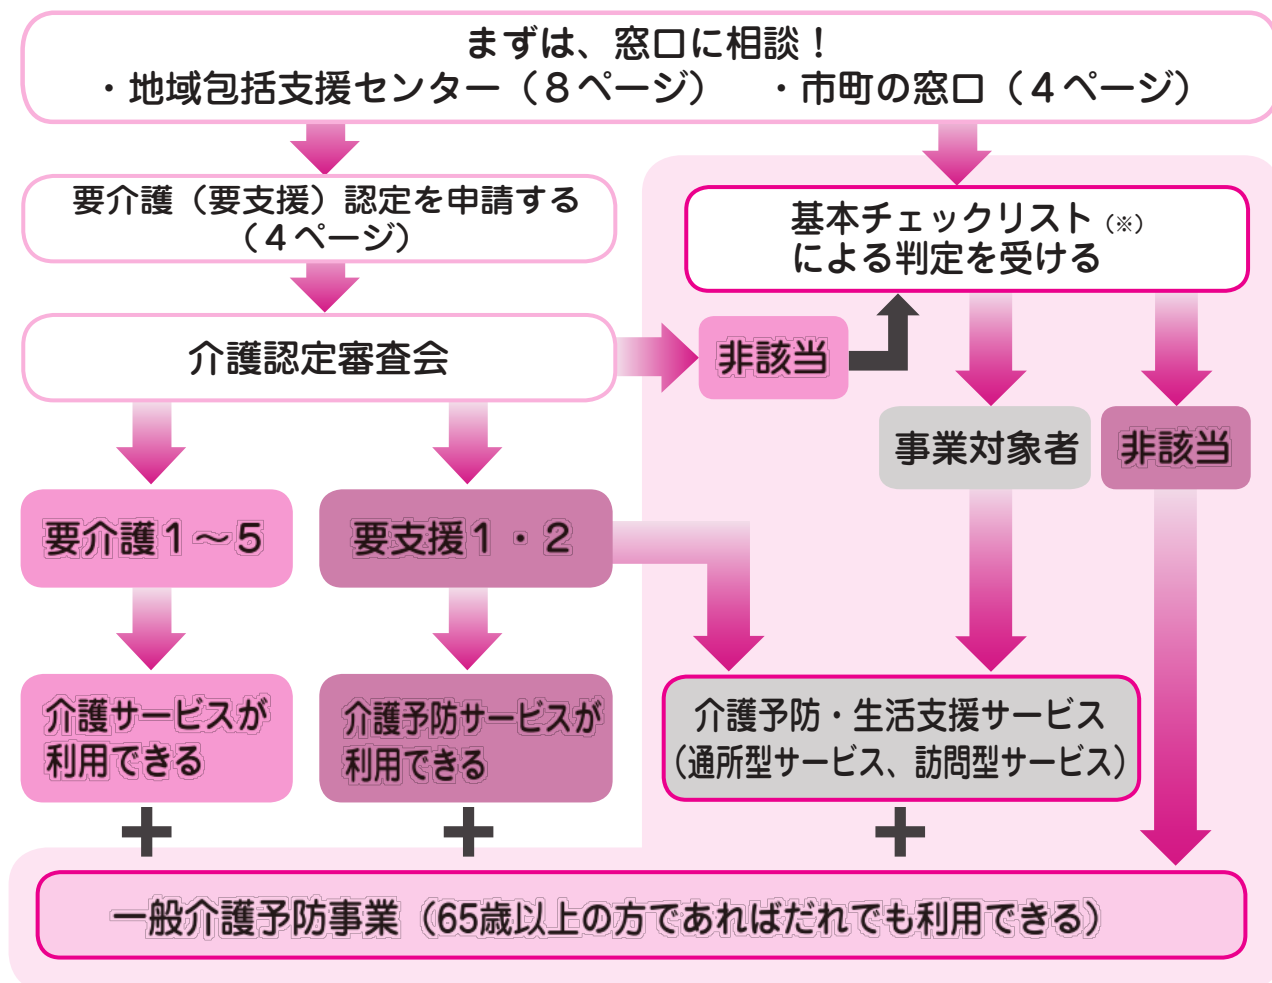 まずは、窓口に相談！
・地域包括支援センター（８ページ）　・市町の窓口（４ページ）
要介護（要支援）認定を申請する
（４ページ）
基本チェックリスト（※）
による判定を受ける
介護認定審査会
非該当
事業対象者
非該当
要介護１～５
要支援１・２
介護サービスが
利用できる
介護予防サービスが
利用できる
介護予防・生活支援サービス
（通所型サービス、訪問型サービス）
一般介護予防事業（65歳以上の方であればだれでも利用できる）